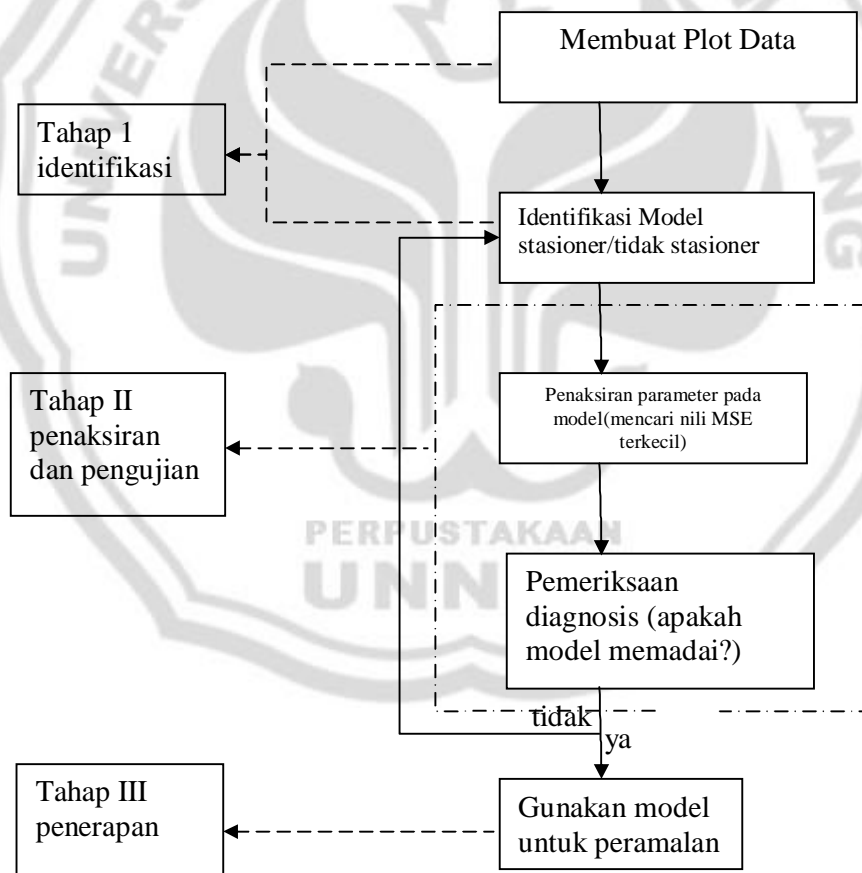 Membuat Plot Data
Tahap 1
identifikasi
Identifikasi Model
stasioner/tidak stasioner
Tahap II
penaksiran
dan pengujian
Penaksiran parameter pada
model(mencari nili MSE
terkecil)
PERPUSTAKAAN
Pemeriksaan
diagnosis (apakah
model memadai?)
tidak
ya
Tahap III
penerapan
Gunakan model
untuk peramalan